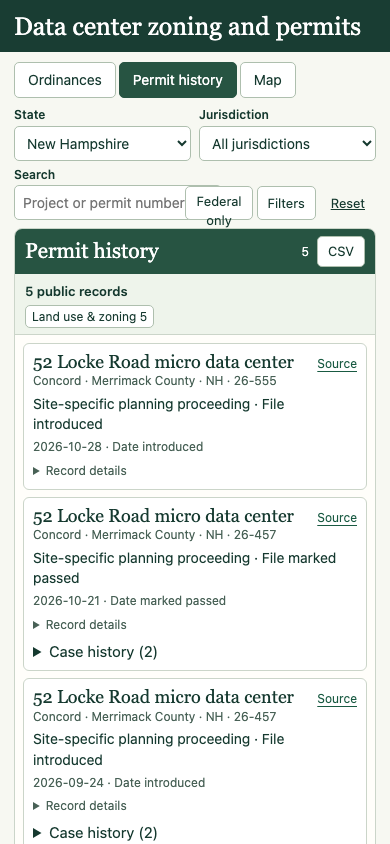 Data center zoning and permits
Ordinances
Permit history
Map
State
Jurisdiction
New Hampshire
All jurisdictions
Search
Project or permit number
Federal only
Filters
Reset
Permit history
5
CSV
5 public records
Land use & zoning 5
52 Locke Road micro data center
Source
Concord · Merrimack County · NH · 26-555
Site-specific planning proceeding · File
introduced
2026-10-28 · Date introduced
Record details
52 Locke Road micro data center
Source
Concord · Merrimack County · NH · 26-457
Site-specific planning proceeding · File marked
passed
2026-10-21 · Date marked passed
Record details
Case history (2)
52 Locke Road micro data center
Source
Concord · Merrimack County · NH · 26-457
Site-specific planning proceeding · File
introduced
2026-09-24 · Date introduced
Record details
Case history (2)